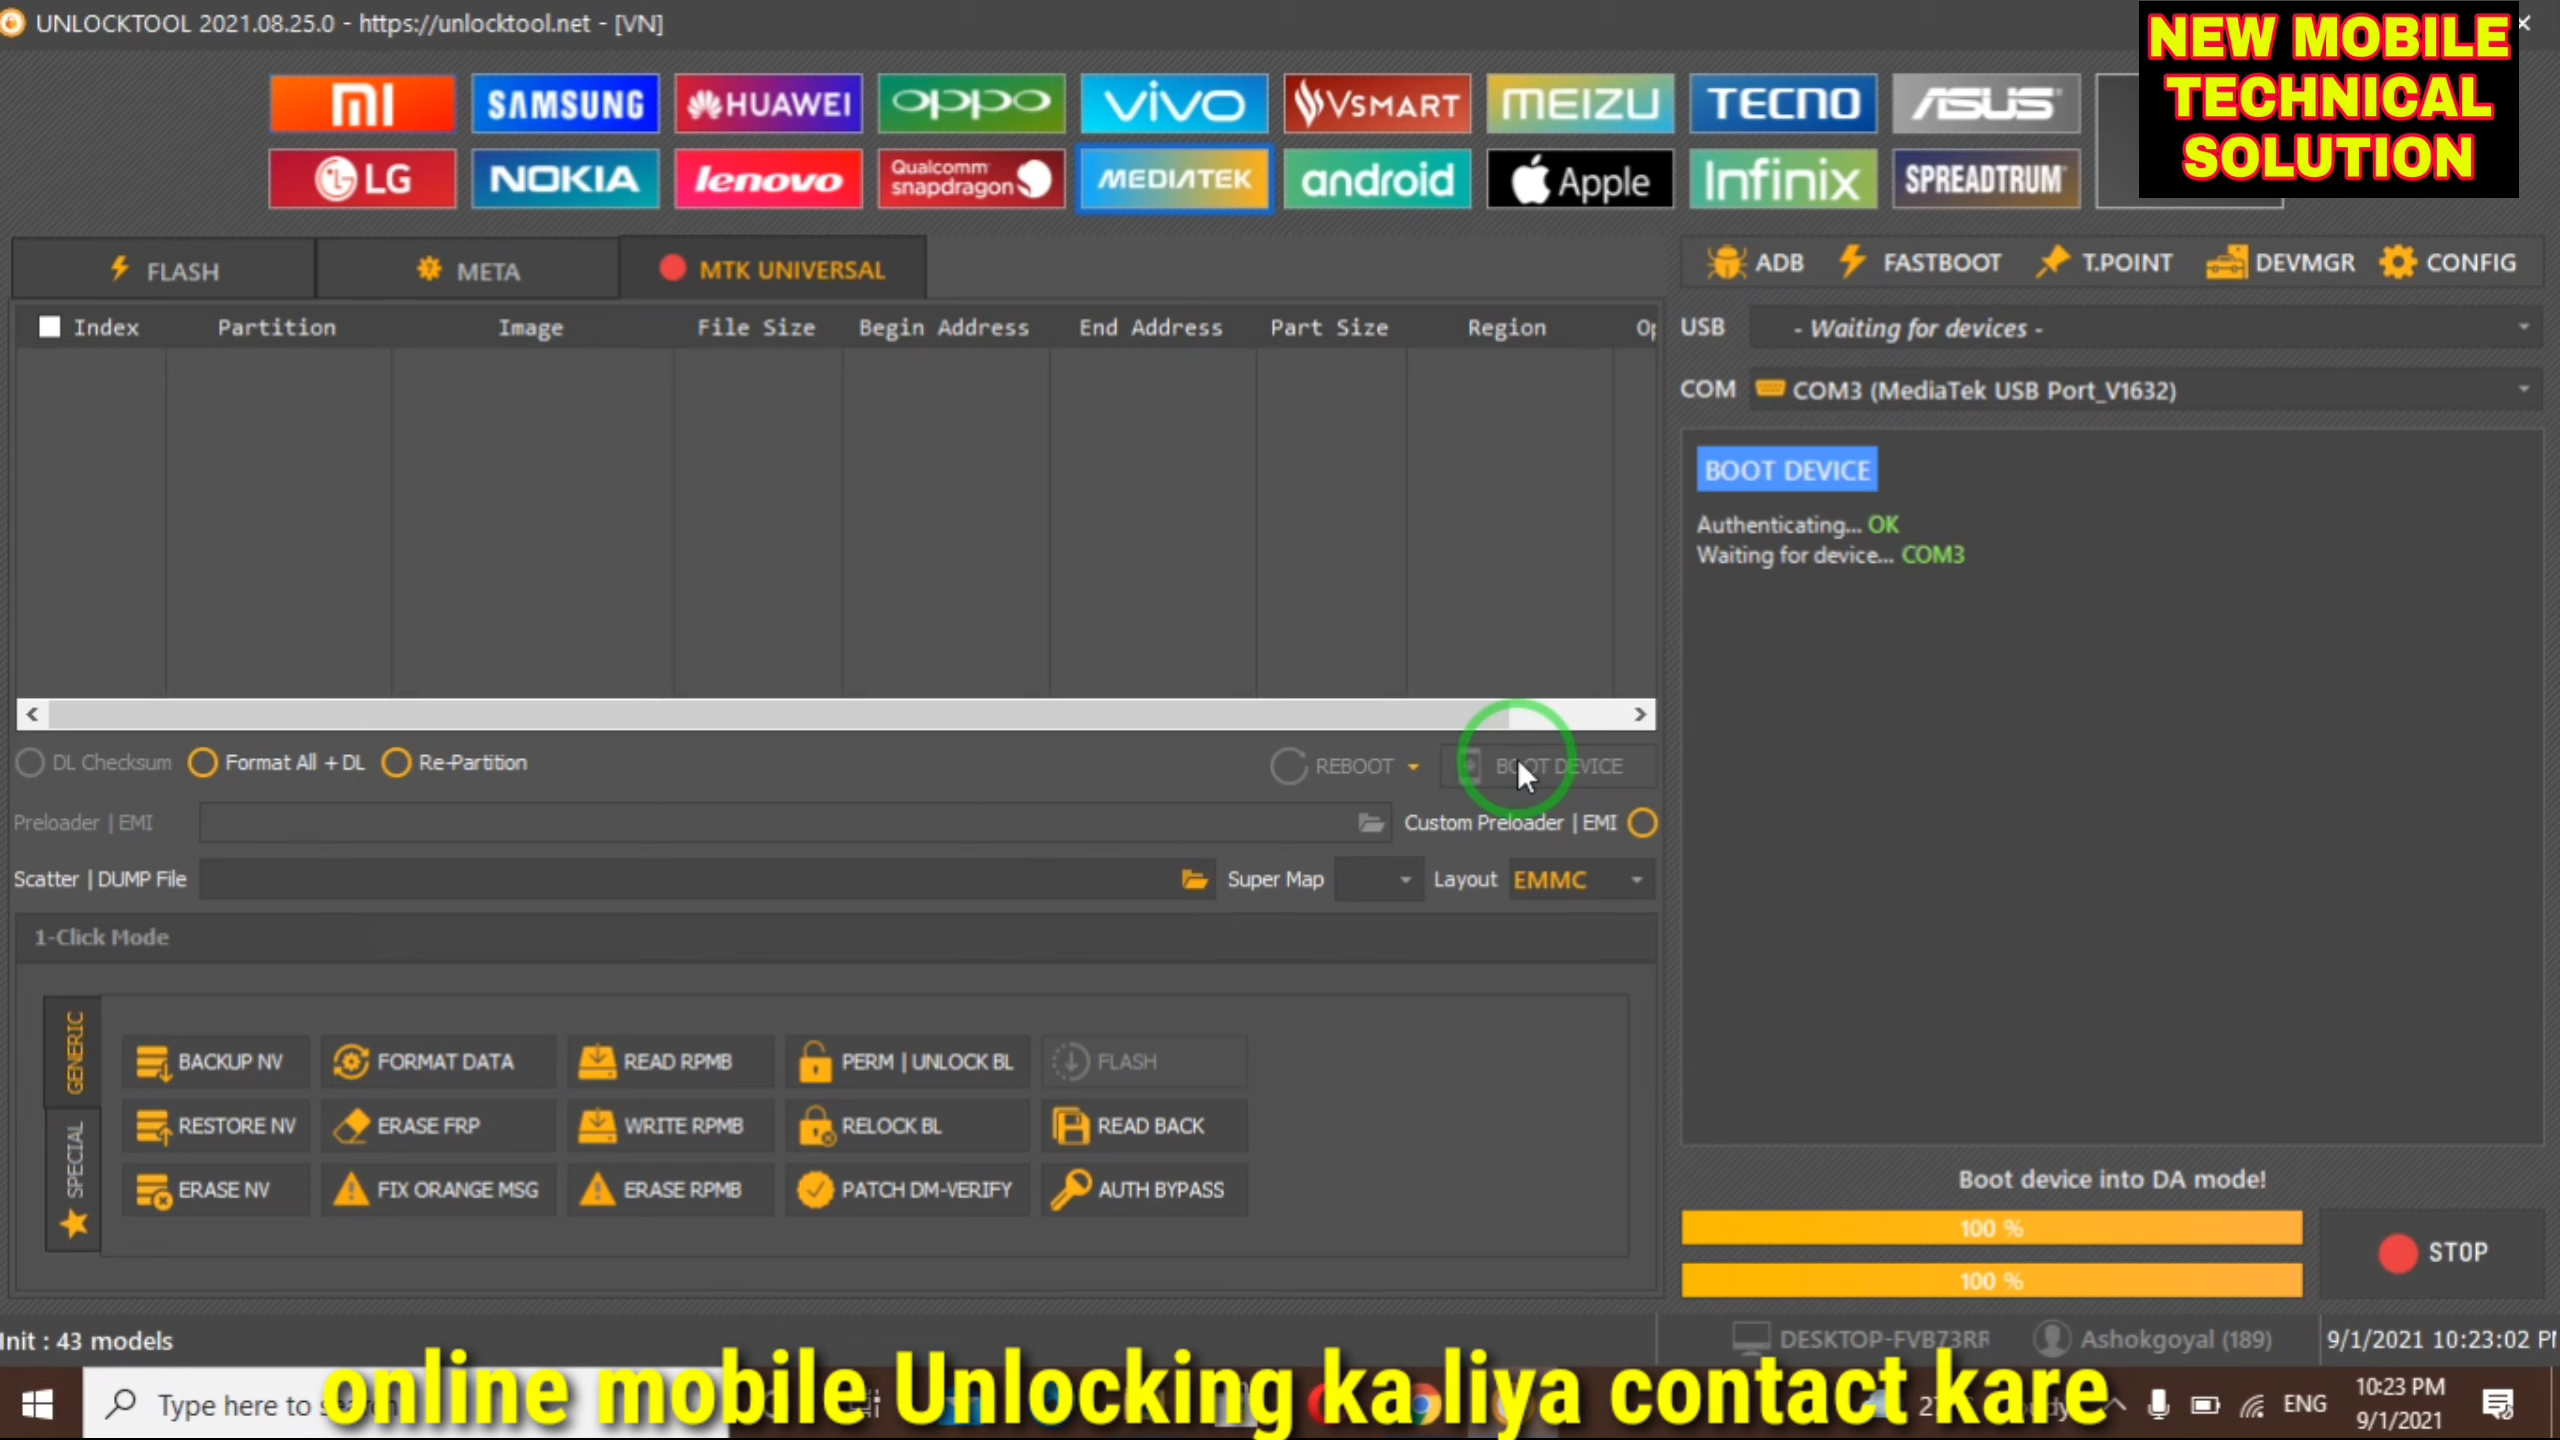 UNLOCKTOOL 2021.08.25.0 - https://unlocktool.net - [VN]
NEW MOBILE
TECHNICAL
SOLUTION
mi SAMSUNG HUAWEI oppo vivo VSMART MEIZU TECNO ASUS
LG NOKIA lenovo Qualcomm snapdragon MEDIATEK android Apple Infinix SPREADTRUM
FLASH META MTK UNIVERSAL
ADB FASTBOOT T.POINT DEVMGR CONFIG
Index Partition Image File Size Begin Address End Address Part Size Region
USB - Waiting for devices -
COM COM3 (MediaTek USB Port_V1632)
BOOT DEVICE
Authenticating... OK
Waiting for device... COM3
DL Checksum Format All + DL Re-Partition REBOOT BOOT DEVICE
Preloader | EMI Custom Preloader | EMI
Scatter | DUMP File Super Map Layout EMMC
1-Click Mode
GENERIC
SPECIAL
BACKUP NV FORMAT DATA READ RPMB PERM | UNLOCK BL FLASH
RESTORE NV ERASE FRP WRITE RPMB RELOCK BL READ BACK
ERASE NV FIX ORANGE MSG ERASE RPMB PATCH DM-VERIFY AUTH BYPASS
Boot device into DA mode!
100 %
100 %
STOP
Init : 43 models
DESKTOP-FVB73RR Ashokgoyal (189) 9/1/2021 10:23:02
Type here to
online mobile Unlocking ka liya contact kare
ENG
10:23 PM
9/1/2021